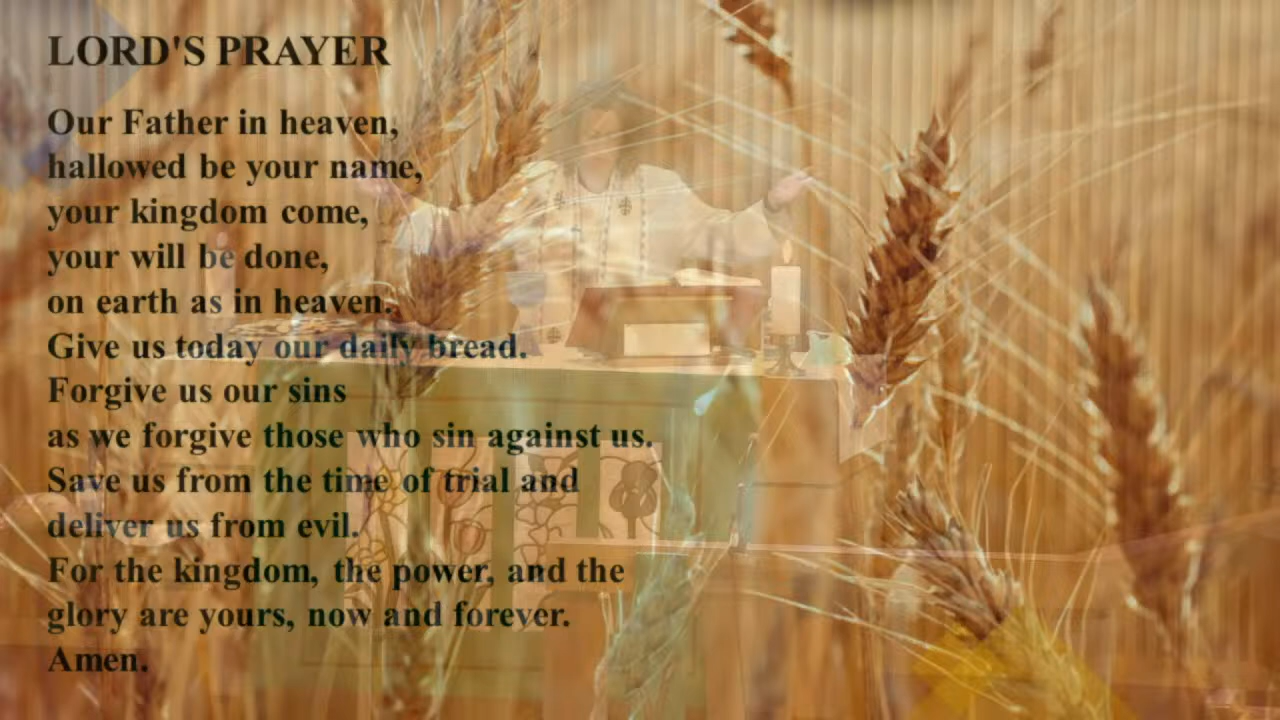 LORD'S PRAYER
Our Father in heaven,
hallowed be your name,
your kingdom come,
your will be done,
on earth as in heaven.
Give us today our daily bread.
Forgive us our sins
as we forgive those who sin against us.
Save us from the time of trial and
deliver us from evil.
For the kingdom, the power, and the
glory are yours, now and forever.
Amen.